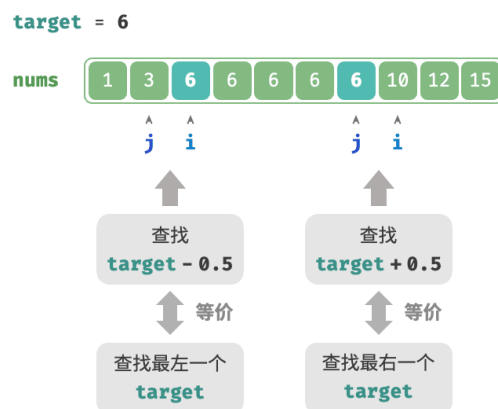 target = 6
nums 1 3 6 6 6 6 6 10 12 15
j i j i
查找 查找
target - 0.5 target + 0.5
等价 等价
查找最左一个 查找最右一个
target target